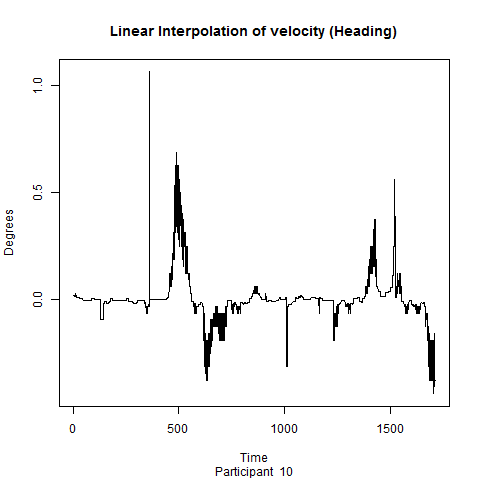 Linear Interpolation of velocity (Heading)
1.0
0.5
0.0
Degrees
0 500 1000 1500
Time
Participant 10